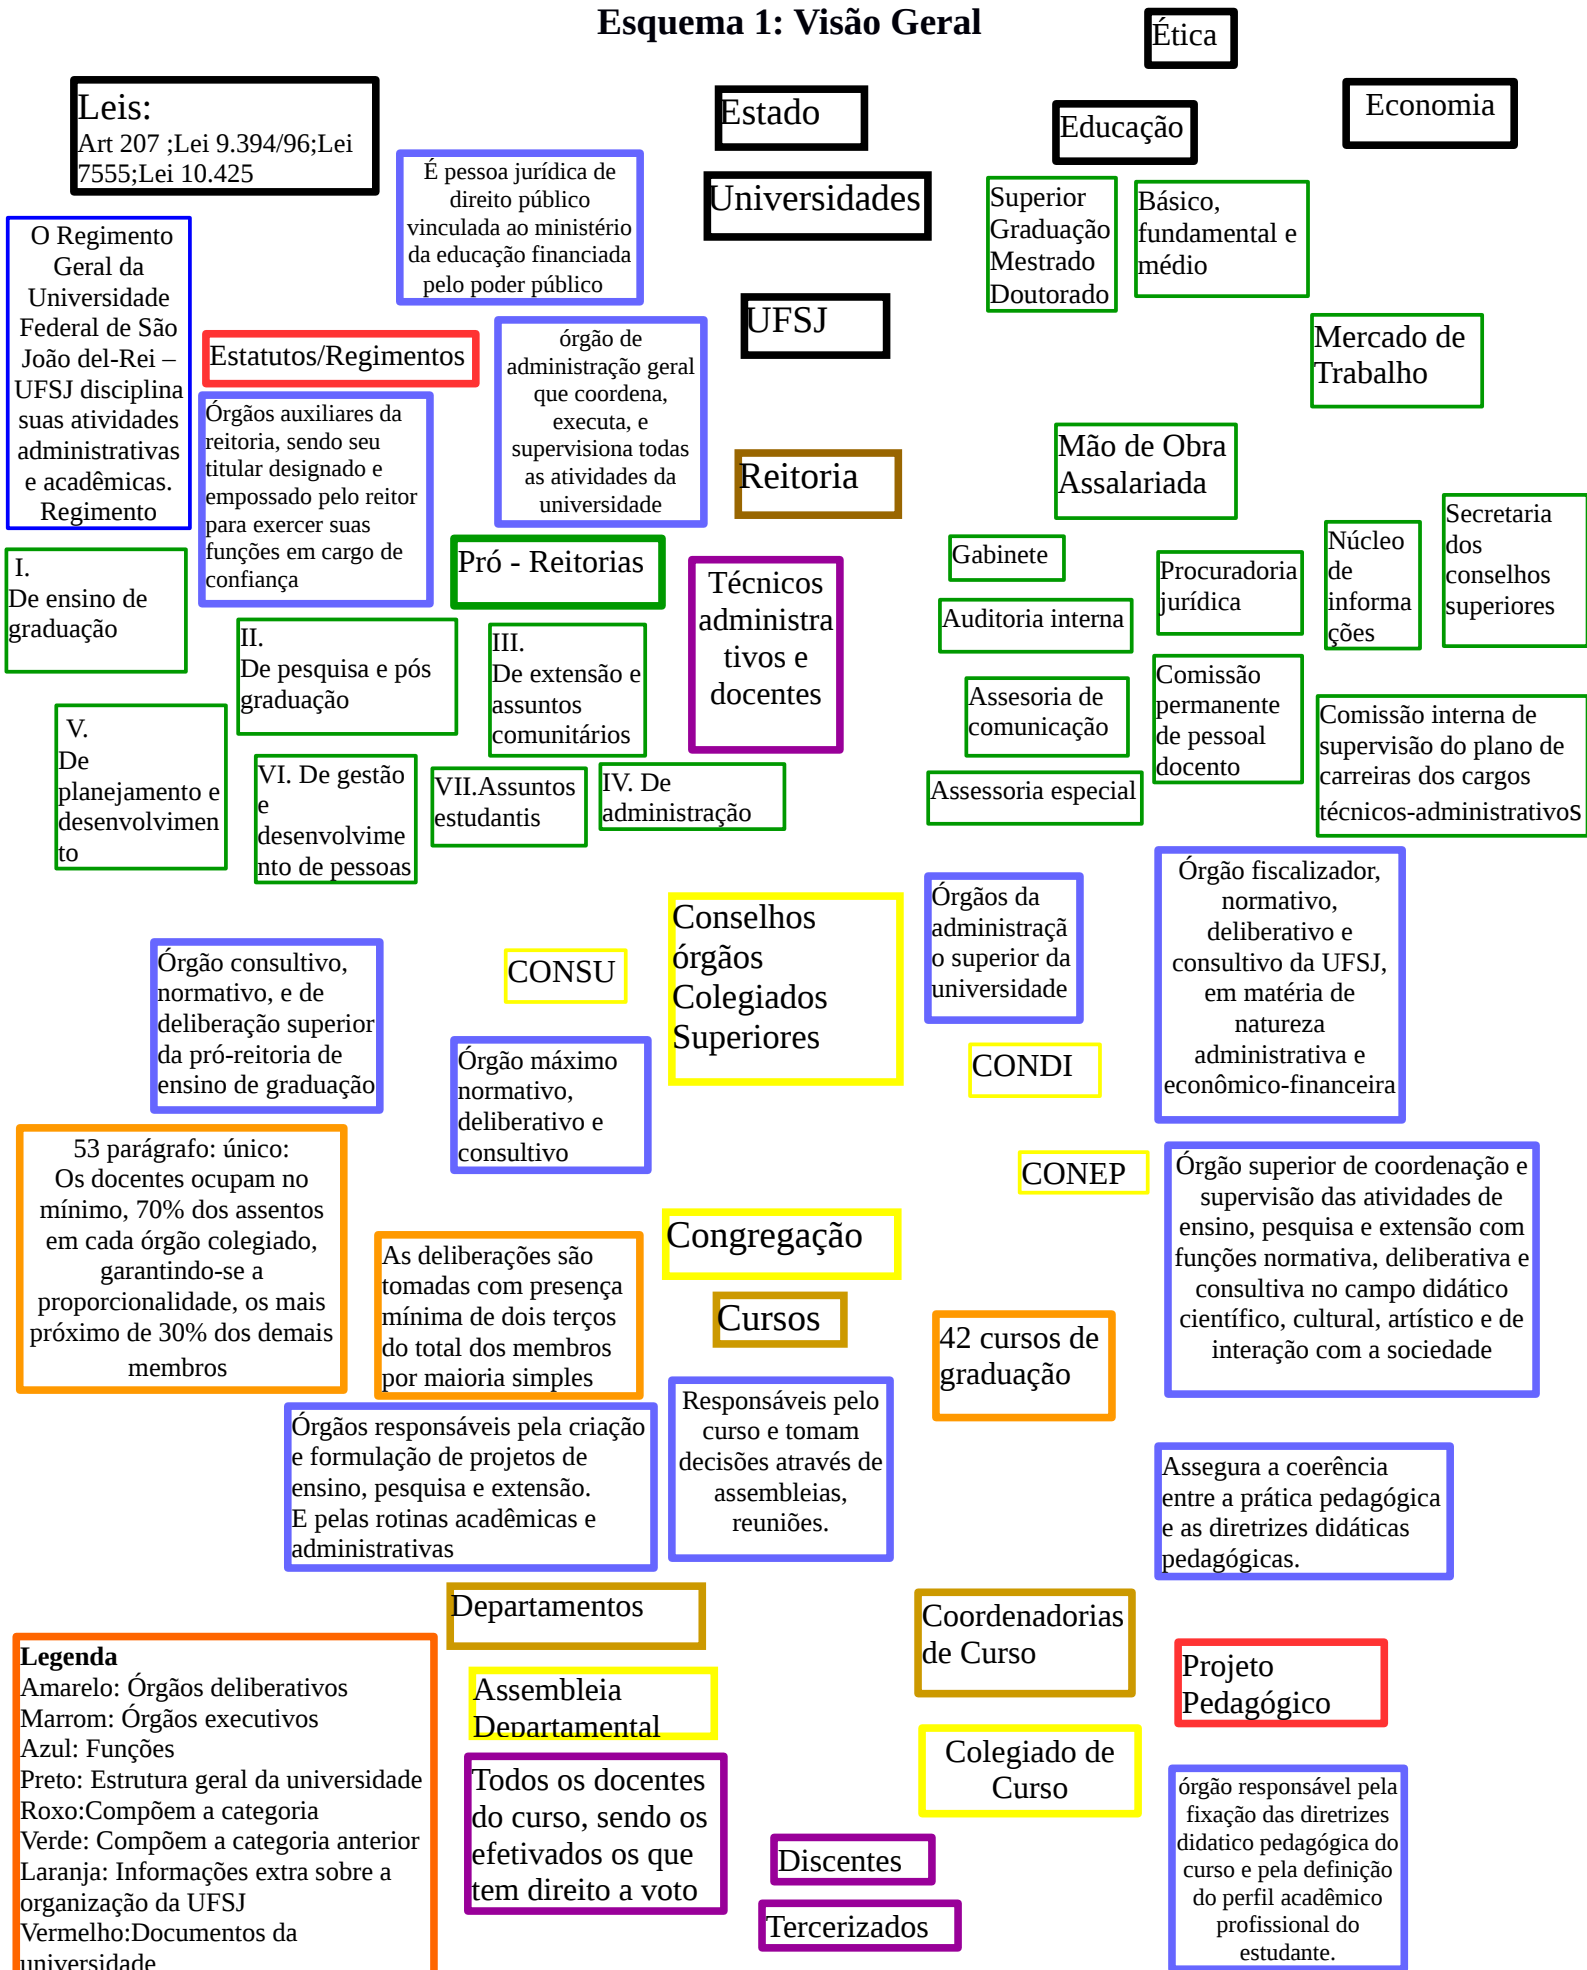 Esquema 1: Visão Geral
Ética
Leis:
Art 207 ;Lei 9.394/96;Lei
7555;Lei 10.425
Estado
Educação
Economia
É pessoa jurídica de
direito público
vinculada ao ministério
da educação financiada
pelo poder público
Universidades
Superior
Graduação
Mestrado
Doutorado
Básico,
fundamental e
médio
O Regimento
Geral da
Universidade
Federal de São
João del-Rei –
UFSJ disciplina
suas atividades
administrativas
e acadêmicas.
Regimento
UFSJ
Estatutos/Regimentos
órgão de
administração geral
que coordena,
executa, e
supervisiona todas
as atividades da
universidade
Mercado de
Trabalho
Órgãos auxiliares da
reitoria, sendo seu
titular designado e
empossado pelo reitor
para exercer suas
funções em cargo de
confiança
Reitoria
Mão de Obra
Assalariada
Pró - Reitorias
Técnicos
administra
tivos e
docentes
Gabinete
Procuradoria
jurídica
Núcleo
de
informa
ções
Secretaria
dos
conselhos
superiores
I.
De ensino de
graduação
II.
De pesquisa e pós
graduação
III.
De extensão e
assuntos
comunitários
Auditoria interna
Assesoria de
comunicação
Comissão
permanente
de pessoal
docento
Comissão interna de
supervisão do plano de
carreiras dos cargos
técnicos-administrativos
V.
De
planejamento e
desenvolvimen
to
VI. De gestão
e
desenvolvime
nto de pessoas
VII.Assuntos
estudantis
IV. De
administração
Assessoria especial
Conselhos
órgãos
Colegiados
Superiores
Órgãos da
administraçã
o superior da
universidade
Órgão fiscalizador,
normativo,
deliberativo e
consultivo da UFSJ,
em matéria de
natureza
administrativa e
econômico-financeira
Órgão consultivo,
normativo, e de
deliberação superior
da pró-reitoria de
ensino de graduação
CONSU
Órgão máximo
normativo,
deliberativo e
consultivo
CONDI
53 parágrafo: único:
Os docentes ocupam no
mínimo, 70% dos assentos
em cada órgão colegiado,
garantindo-se a
proporcionalidade, os mais
próximo de 30% dos demais
membros
CONEP
Órgão superior de coordenação e
supervisão das atividades de
ensino, pesquisa e extensão com
funções normativa, deliberativa e
consultiva no campo didático
científico, cultural, artístico e de
interação com a sociedade
Congregação
As deliberações são
tomadas com presença
mínima de dois terços
do total dos membros
por maioria simples
Cursos
42 cursos de
graduação
Responsáveis pelo
curso e tomam
decisões através de
assembleias,
reuniões.
Órgãos responsáveis pela criação
e formulação de projetos de
ensino, pesquisa e extensão.
E pelas rotinas acadêmicas e
administrativas
Assegura a coerência
entre a prática pedagógica
e as diretrizes didáticas
pedagógicas.
Departamentos
Coordenadorias
de Curso
Projeto
Pedagógico
Legenda
Amarelo: Órgãos deliberativos
Marrom: Órgãos executivos
Azul: Funções
Preto: Estrutura geral da universidade
Roxo:Compõem a categoria
Verde: Compõem a categoria anterior
Laranja: Informações extra sobre a
organização da UFSJ
Vermelho:Documentos da
universidade
Assembleia
Departamental
Colegiado de
Curso
Todos os docentes
do curso, sendo os
efetivados os que
tem direito a voto
Discentes
Tercerizados
órgão responsável pela
fixação das diretrizes
didatico pedagógica do
curso e pela definição
do perfil acadêmico
profissional do
estudante.